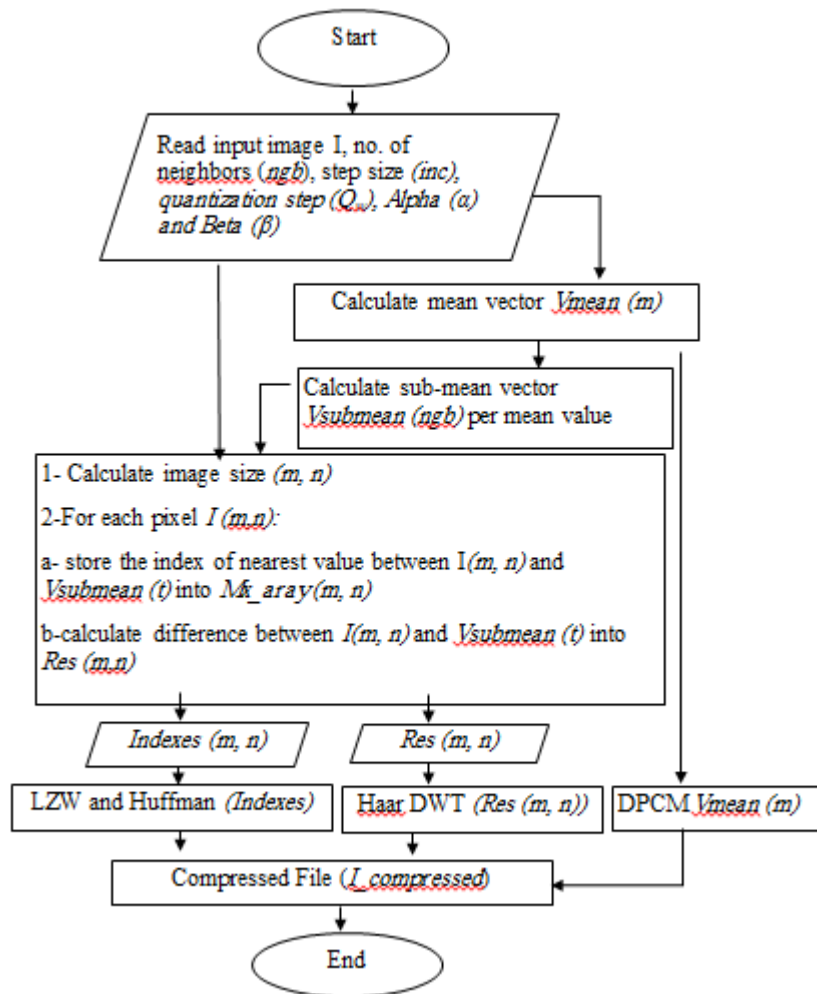 Start
Read input image I, no. of
neighbors (ngb), step size (inc),
quantization step (Q
), Alpha (α)
and Beta (β)
Calculate mean vector Vmean (m)
Calculate sub-mean vector
Vsubmean (ngb) per mean value
1- Calculate image size (m, n)
2-For each pixel I (m,n):
a- store the index of nearest value between I(m, n) and
Vsubmean (t) into Mx_aray(m, n)
b-calculate difference between I(m, n) and Vsubmean (t) into
Res (m,n)
Indexes (m, n)
Res (m, n)
LZW and Huffman (Indexes)
Haar DWT (Res (m, n))
DPCM Vmean (m)
Compressed File (I_compressed)
End